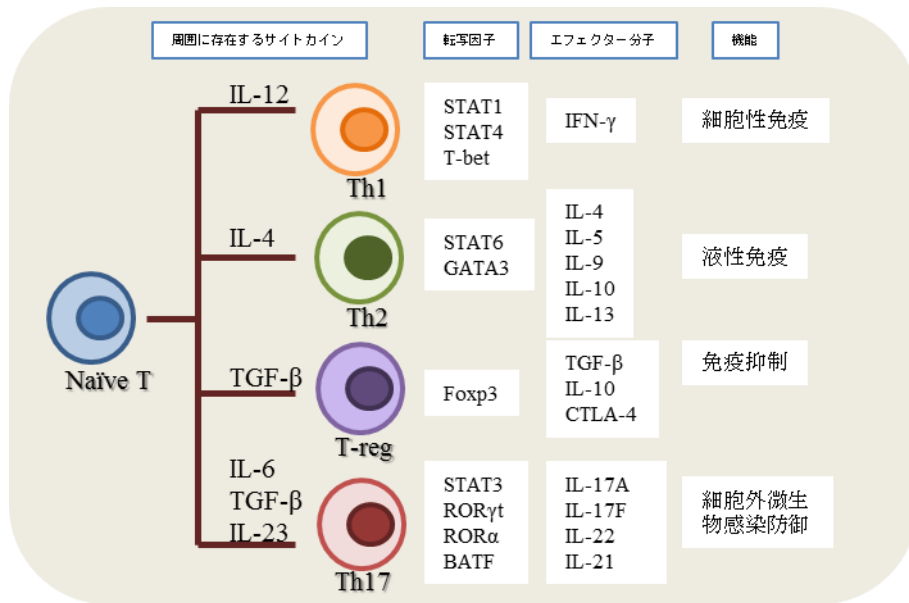 周囲に存在するサイトカイン
転写因子
エフェクター分子
機能
IL-12
Th1
STAT1
STAT4
T-bet
IFN-γ
細胞性免疫
IL-4
Th2
STAT6
GATA3
IL-4
IL-5
IL-9
IL-10
IL-13
液性免疫
Naïve T
TGF-β
T-reg
Foxp3
TGF-β
IL-10
CTLA-4
免疫抑制
IL-6
TGF-β
IL-23
Th17
STAT3
RORγt
RORα
BATF
IL-17A
IL-17F
IL-22
IL-21
細胞外微生
物感染防御